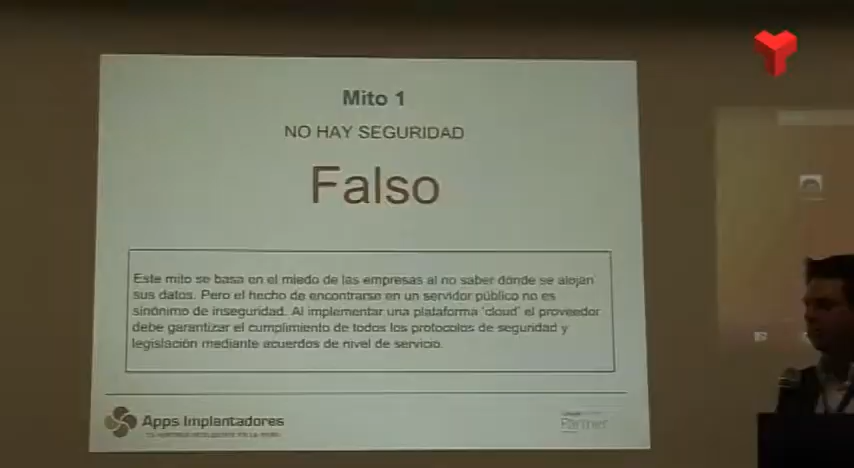 Mito 1
NO HAY SEGURIDAD
Falso
Este mito se basa en el miedo de las empresas al no saber dónde se alojan
sus datos. Pero el hecho de encontrarse en un servidor público no es
sinónimo de inseguridad. Al implementar una plataforma 'cloud' el proveedor
debe garantizar el cumplimiento de todos los protocolos de seguridad y
legislación mediante acuerdos de nivel de servicio.
Apps Implantadores
Partner